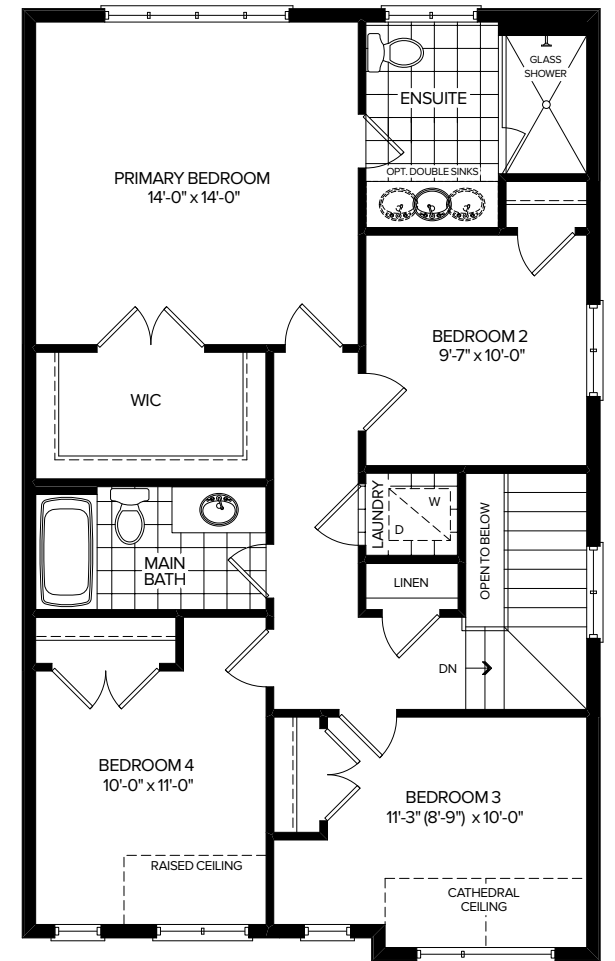 GLASS
SHOWER
ENSUITE
OPT. DOUBLE SINKS
PRIMARY BEDROOM
14'-0" x 14'-0"
BEDROOM 2
9'-7" x 10'-0"
WIC
LAUNDRY
W
D
OPEN TO BELOW
MAIN
BATH
LINEN
DN
BEDROOM 4
10'-0" x 11'-0"
BEDROOM 3
11'-3" (8'-9") x 10'-0"
RAISED CEILING
CATHEDRAL
CEILING